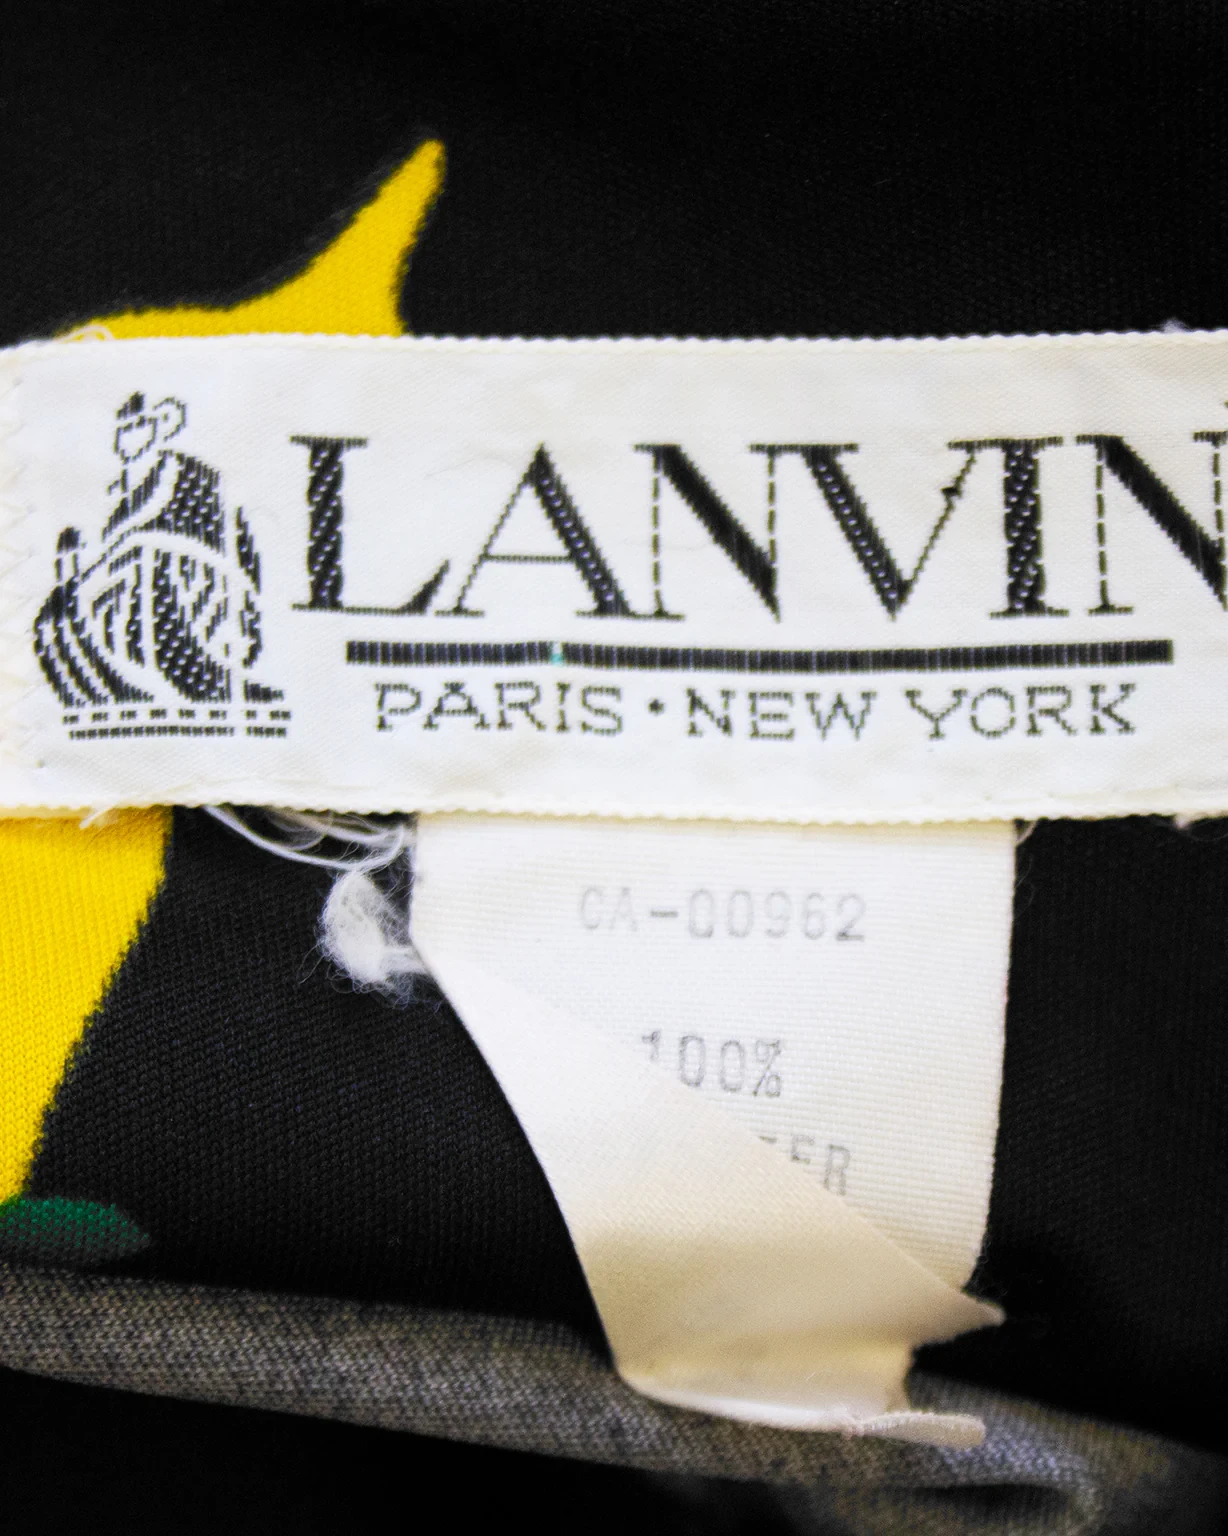 LANVIN
PARIS • NEW YORK
CA-00962
100%